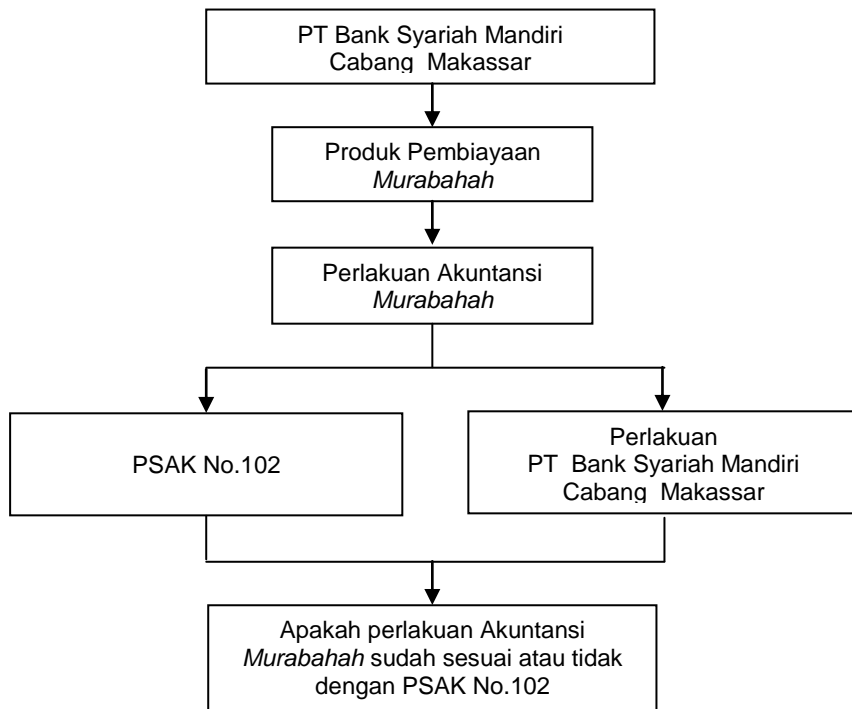 PT Bank Syariah Mandiri
Cabang Makassar
Produk Pembiayaan
Murabahah
Perlakuan Akuntansi
Murabahah
PSAK No.102
Perlakuan
PT Bank Syariah Mandiri
Cabang Makassar
Apakah perlakuan Akuntansi
Murabahah sudah sesuai atau tidak
dengan PSAK No.102